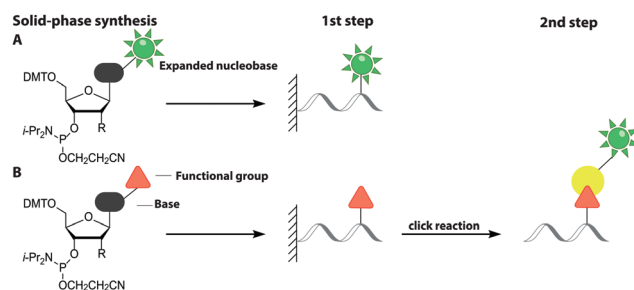 Solid-phase synthesis
1st step
2nd step
A
Expanded nucleobase
DMTO
O
O
R
i-Pr₂N
P
OCH₂CH₂CN
B
Functional group
Base
DMTO
O
O
R
i-Pr₂N
P
OCH₂CH₂CN
click reaction